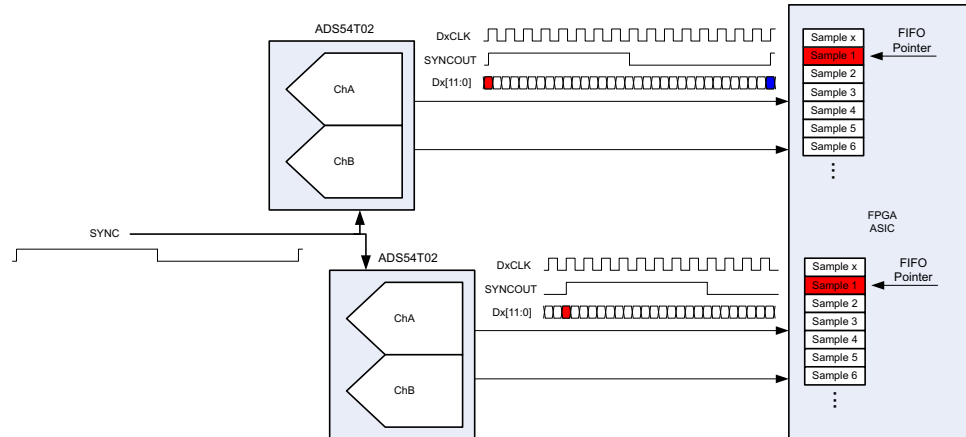 ADS54T02
DxCLK
SYNCOUT
Dx[11:0]
ChA
ChB
Sample x
Sample 1
Sample 2
Sample 3
Sample 4
Sample 5
Sample 6
FIFO
Pointer
SYNC
FPGA
ASIC
ADS54T02
DxCLK
SYNCOUT
Dx[11:0]
ChA
ChB
Sample x
Sample 1
Sample 2
Sample 3
Sample 4
Sample 5
Sample 6
FIFO
Pointer